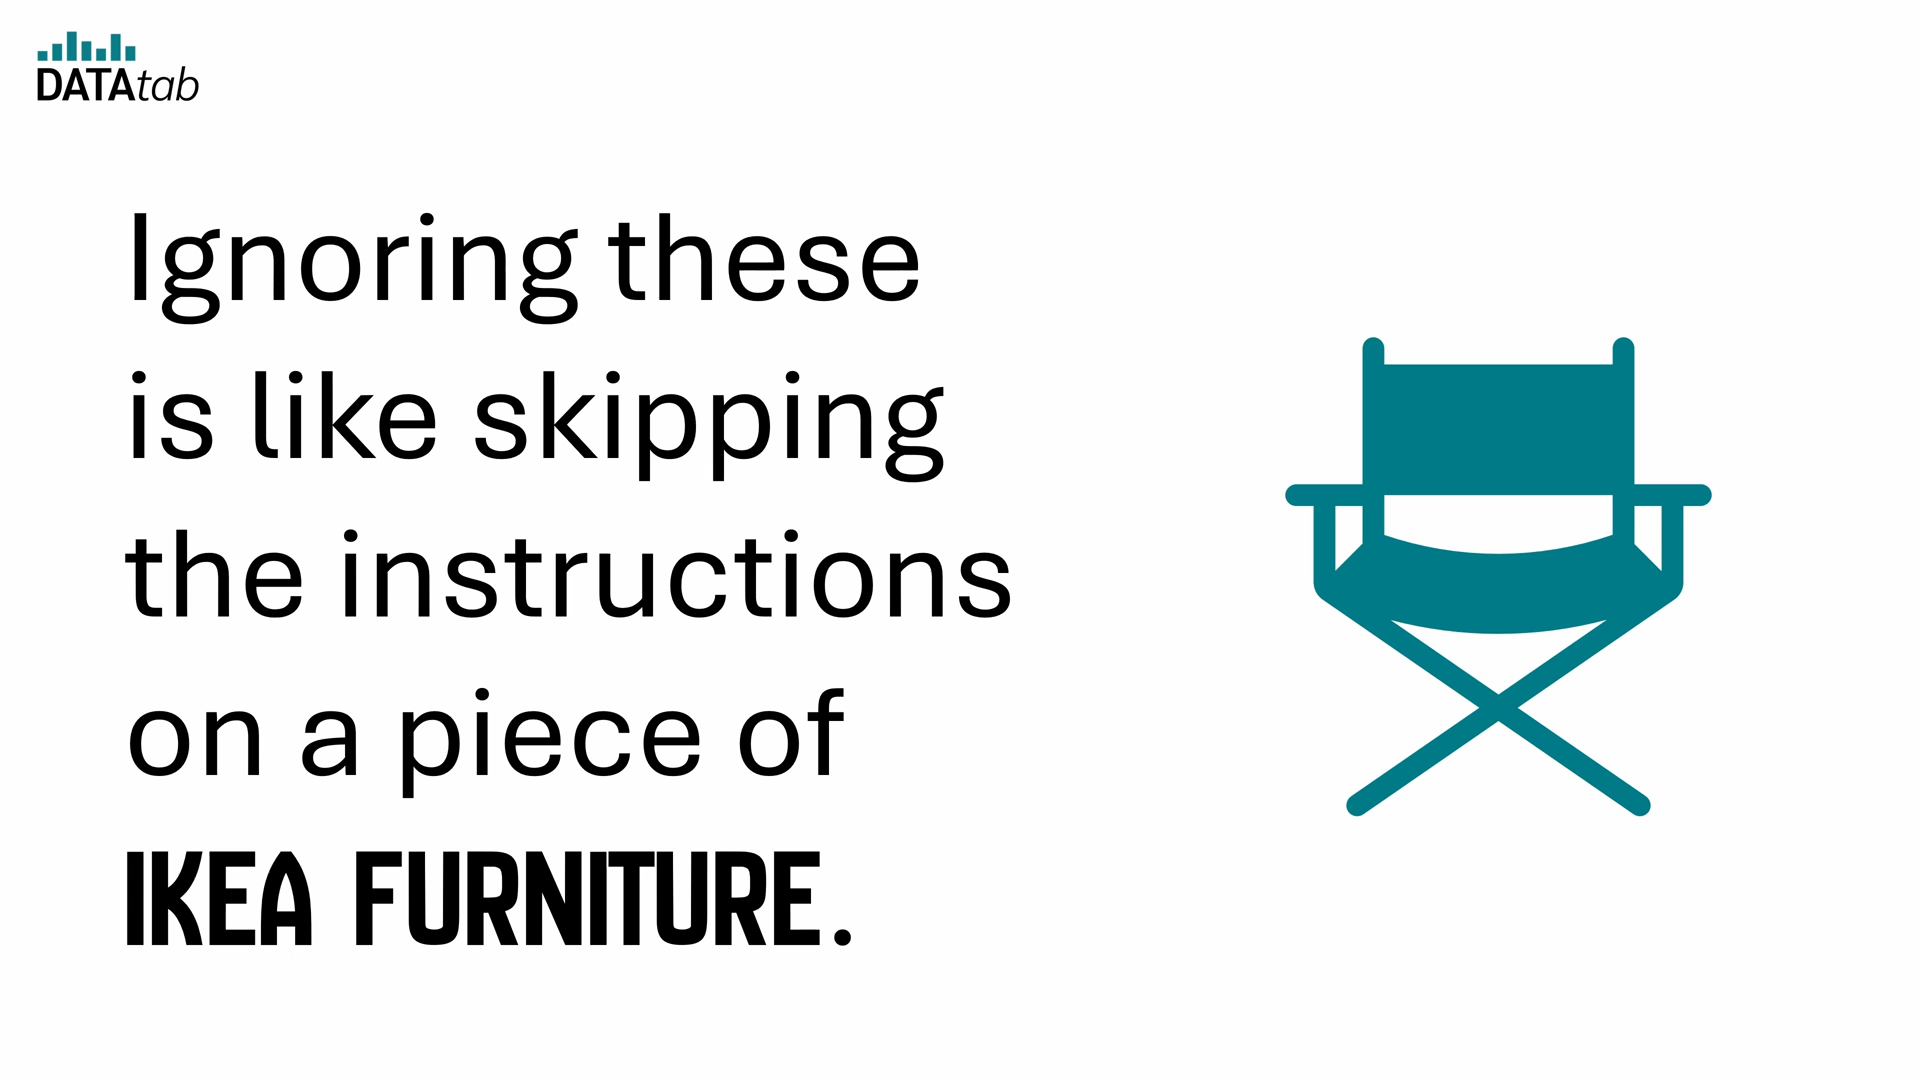 DATAtab
Ignoring these
is like skipping
the instructions
on a piece of
IKEA FURNITURE.